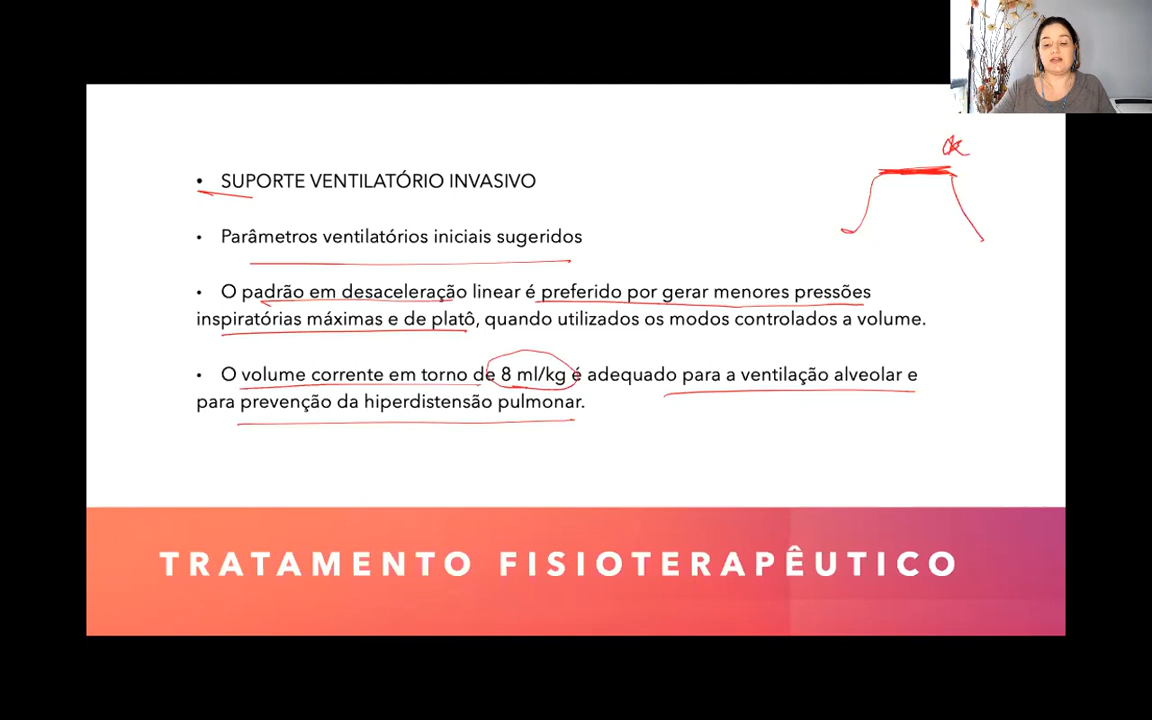 • SUPORTE VENTILATÓRIO INVASIVO
• Parâmetros ventilatórios iniciais sugeridos
• O padrão em desaceleração linear é preferido por gerar menores pressões
inspiratórias máximas e de platô, quando utilizados os modos controlados a volume.
• O volume corrente em torno de 8 ml/kg é adequado para a ventilação alveolar e
para prevenção da hiperdistensão pulmonar.
TRATAMENTO FISIOTERAPÊUTICO